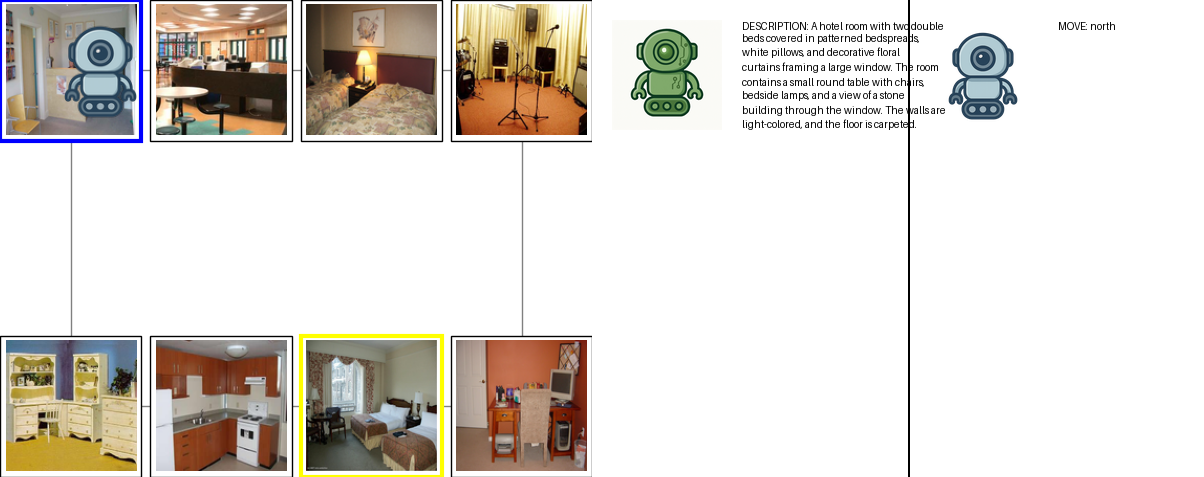 DESCRIPTION: A hotel room with two double
beds covered in patterned bedspreads,
white pillows, and decorative floral
curtains framing a large window. The room
contains a small round table with chairs,
bedside lamps, and a view of a stone
building through the window. The walls are
light-colored, and the floor is carpeted.
MOVE: north